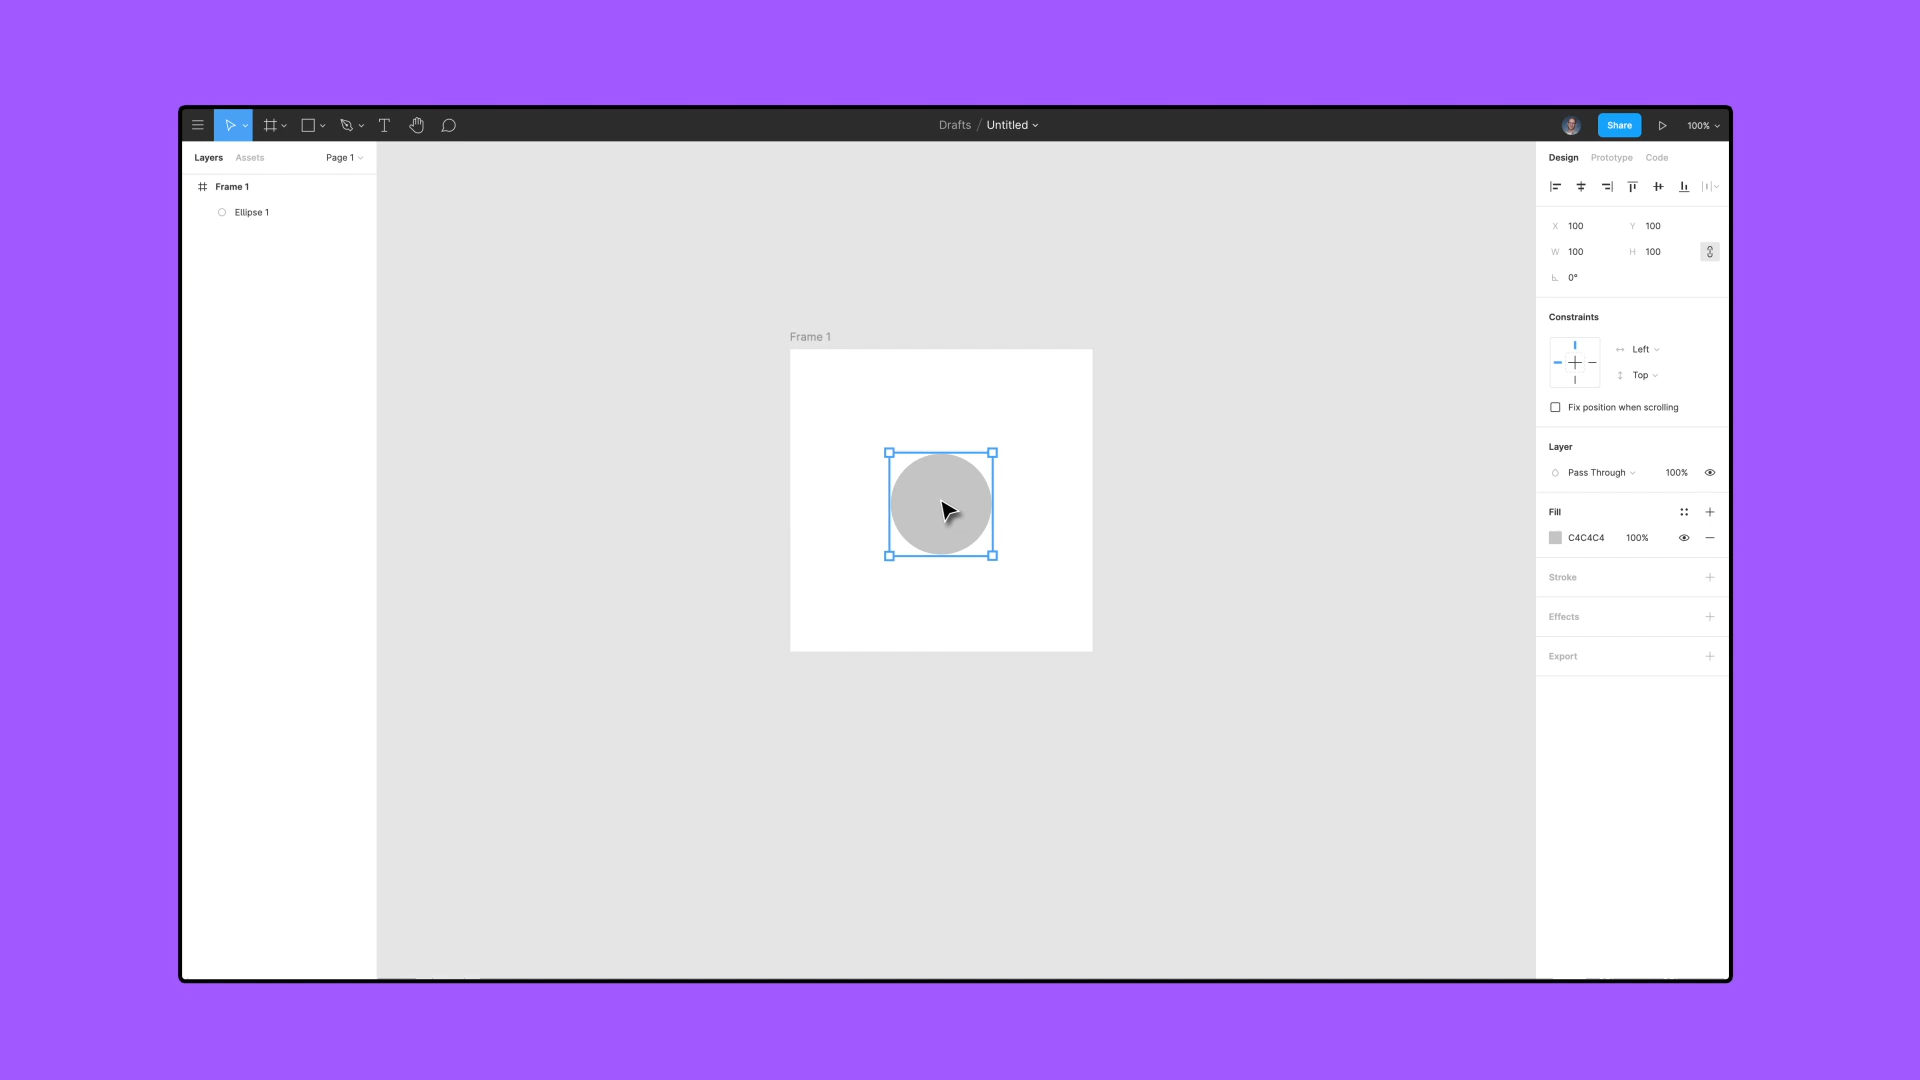 Drafts / Untitled
Share
100%
Layers Assets Page 1
Frame 1
Ellipse 1
Frame 1
Design Prototype Code
X 100 Y 100
W 100 H 100
0°
Constraints
Left
Top
Fix position when scrolling
Layer
Pass Through 100%
Fill
C4C4C4 100%
Stroke
Effects
Export